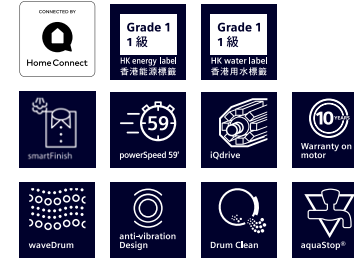 CONNECTED BY
Home Connect
Grade 1
1 級
HK energy label
香港能源標籤
Grade 1
1 級
HK water label
香港用水標籤
smartFinish
59
powerSpeed 59'
iQdrive
10 YEARS
Warranty on
motor
waveDrum
anti-vibration
Design
Drum Clean
aquaStop®